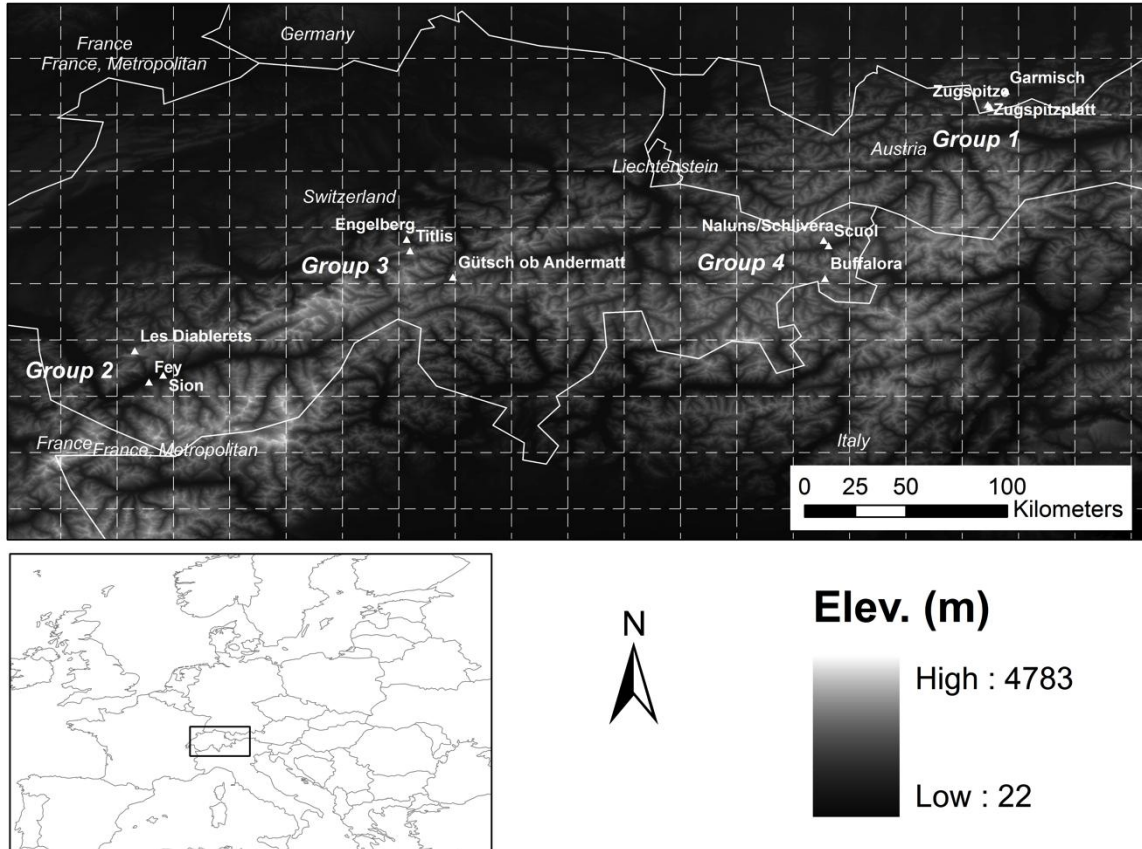 France
France, Metropolitan
Germany
Garmisch
Zugspitze
Zugspitzplatt
Group 1
Austria
Liechtenstein
Switzerland
Engelberg
Titlis
Group 3
Gütsch ob Andermatt
Naluns/Schlivera
Scuol
Group 4
Buffalora
Les Diablerets
Group 2
Fey
Sion
France
France, Metropolitan
Italy
0 25 50 100
Kilometers
N
Elev. (m)
High : 4783
Low : 22